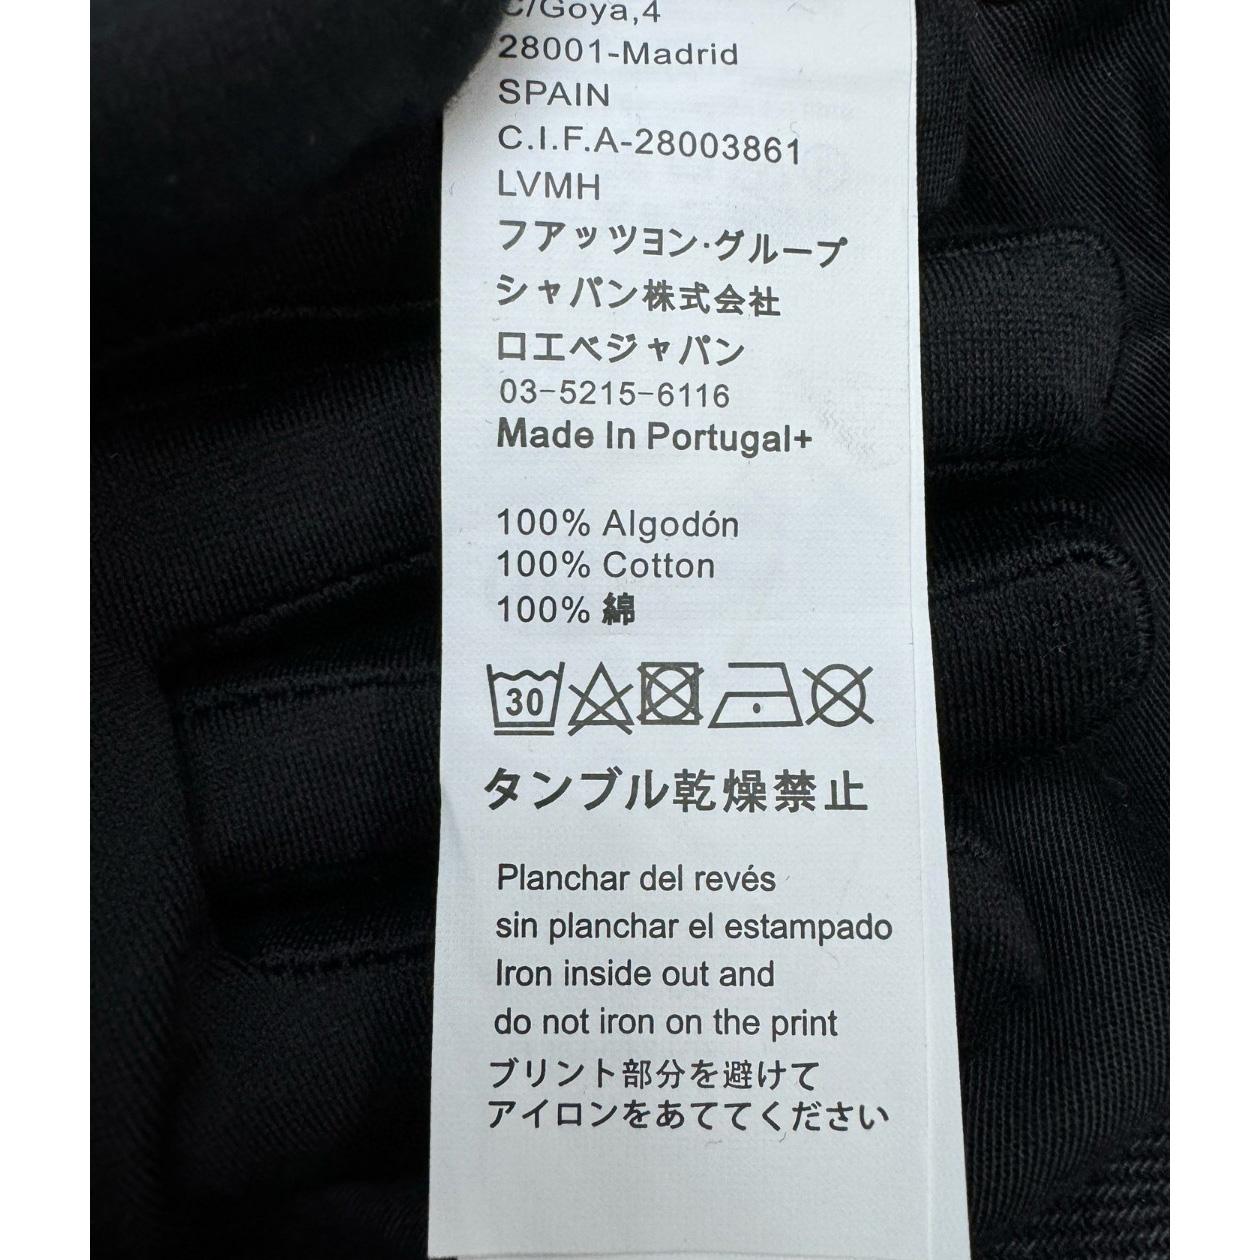 C/Goya,4
28001-Madrid
SPAIN
C.I.F.A-28003861
LVMH
フアッツヨン·グループ
シャパン株式会社
ロエベジャパン
03-5215-6116
Made In Portugal+
100% Algodón
100% Cotton
100% 綿
30
タンブル乾燥禁止
Planchar del revés
sin planchar el estampado
Iron inside out and
do not iron on the print
ブリント部分を避けて
アイロンをあててください